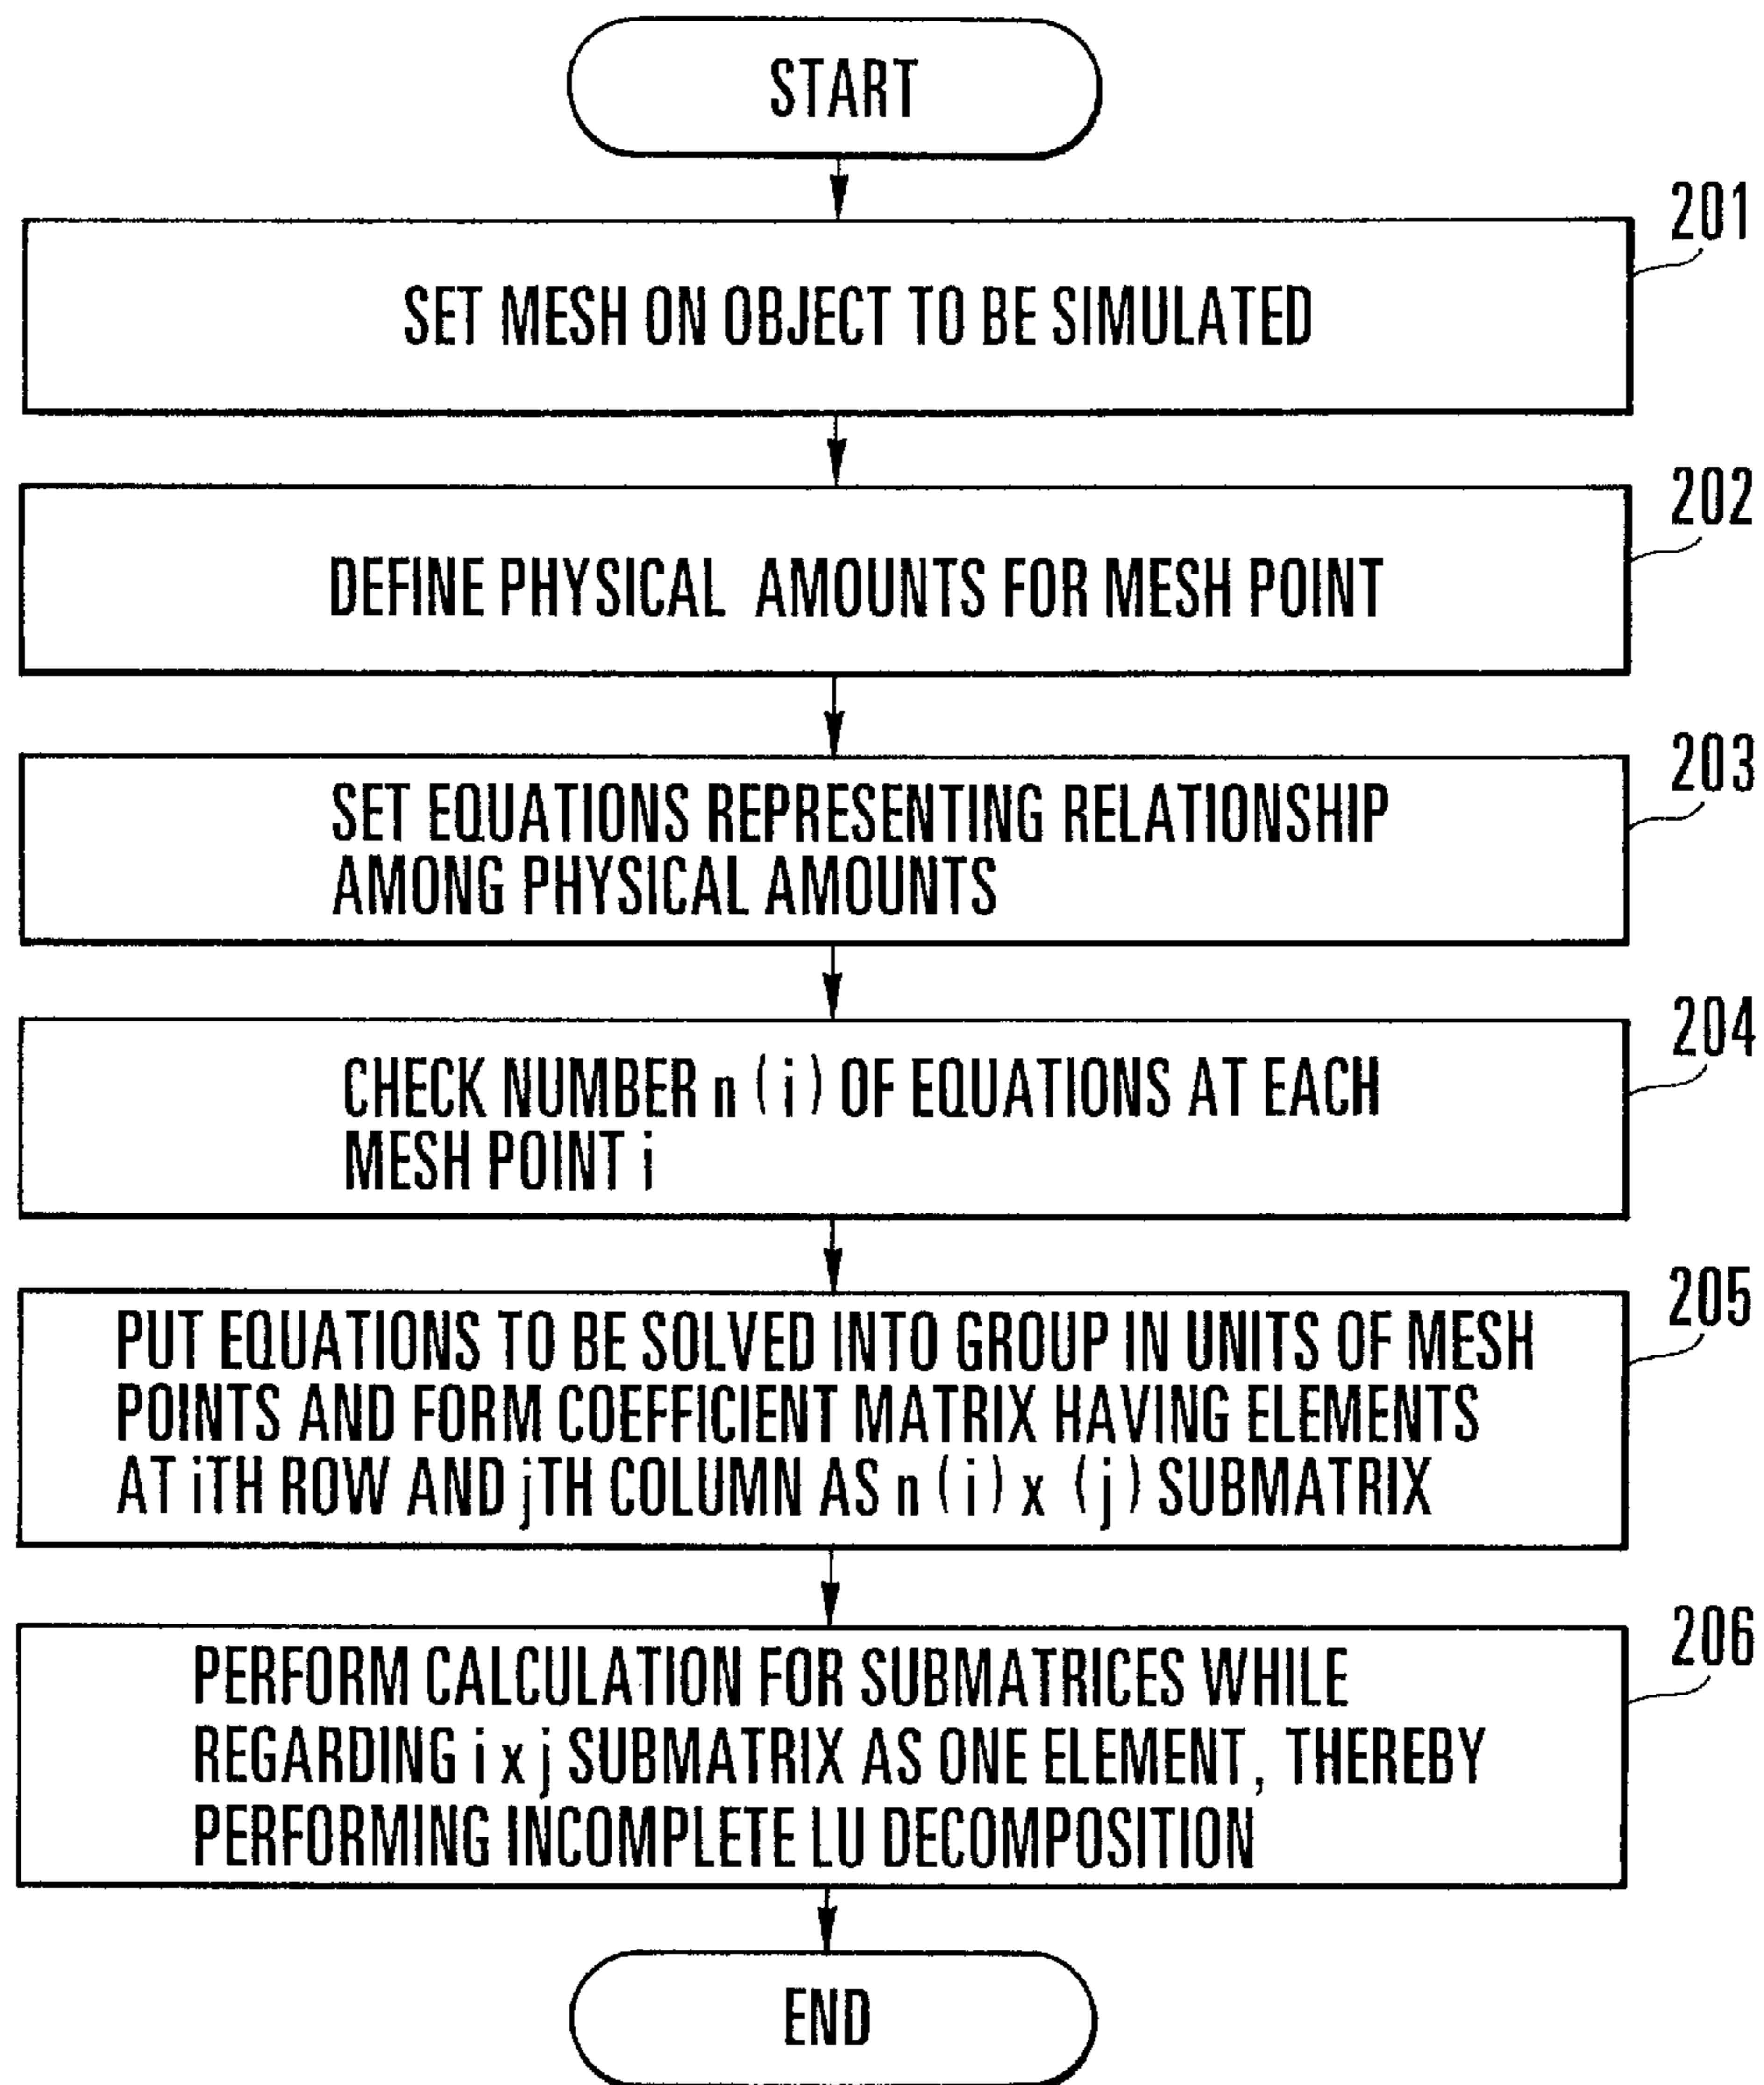 START
201
SET MESH ON OBJECT TO BE SIMULATED
202
DEFINE PHYSICAL AMOUNTS FOR MESH POINT
203
SET EQUATIONS REPRESENTING RELATIONSHIP
AMONG PHYSICAL AMOUNTS
204
CHECK NUMBER n (i) OF EQUATIONS AT EACH
MESH POINT i
205
PUT EQUATIONS TO BE SOLVED INTO GROUP IN UNITS OF MESH
POINTS AND FORM COEFFICIENT MATRIX HAVING ELEMENTS
AT iTH ROW AND jTH COLUMN AS n (i) x (j) SUBMATRIX
206
PERFORM CALCULATION FOR SUBMATRICES WHILE
REGARDING i x j SUBMATRIX AS ONE ELEMENT, THEREBY
PERFORMING INCOMPLETE LU DECOMPOSITION
END